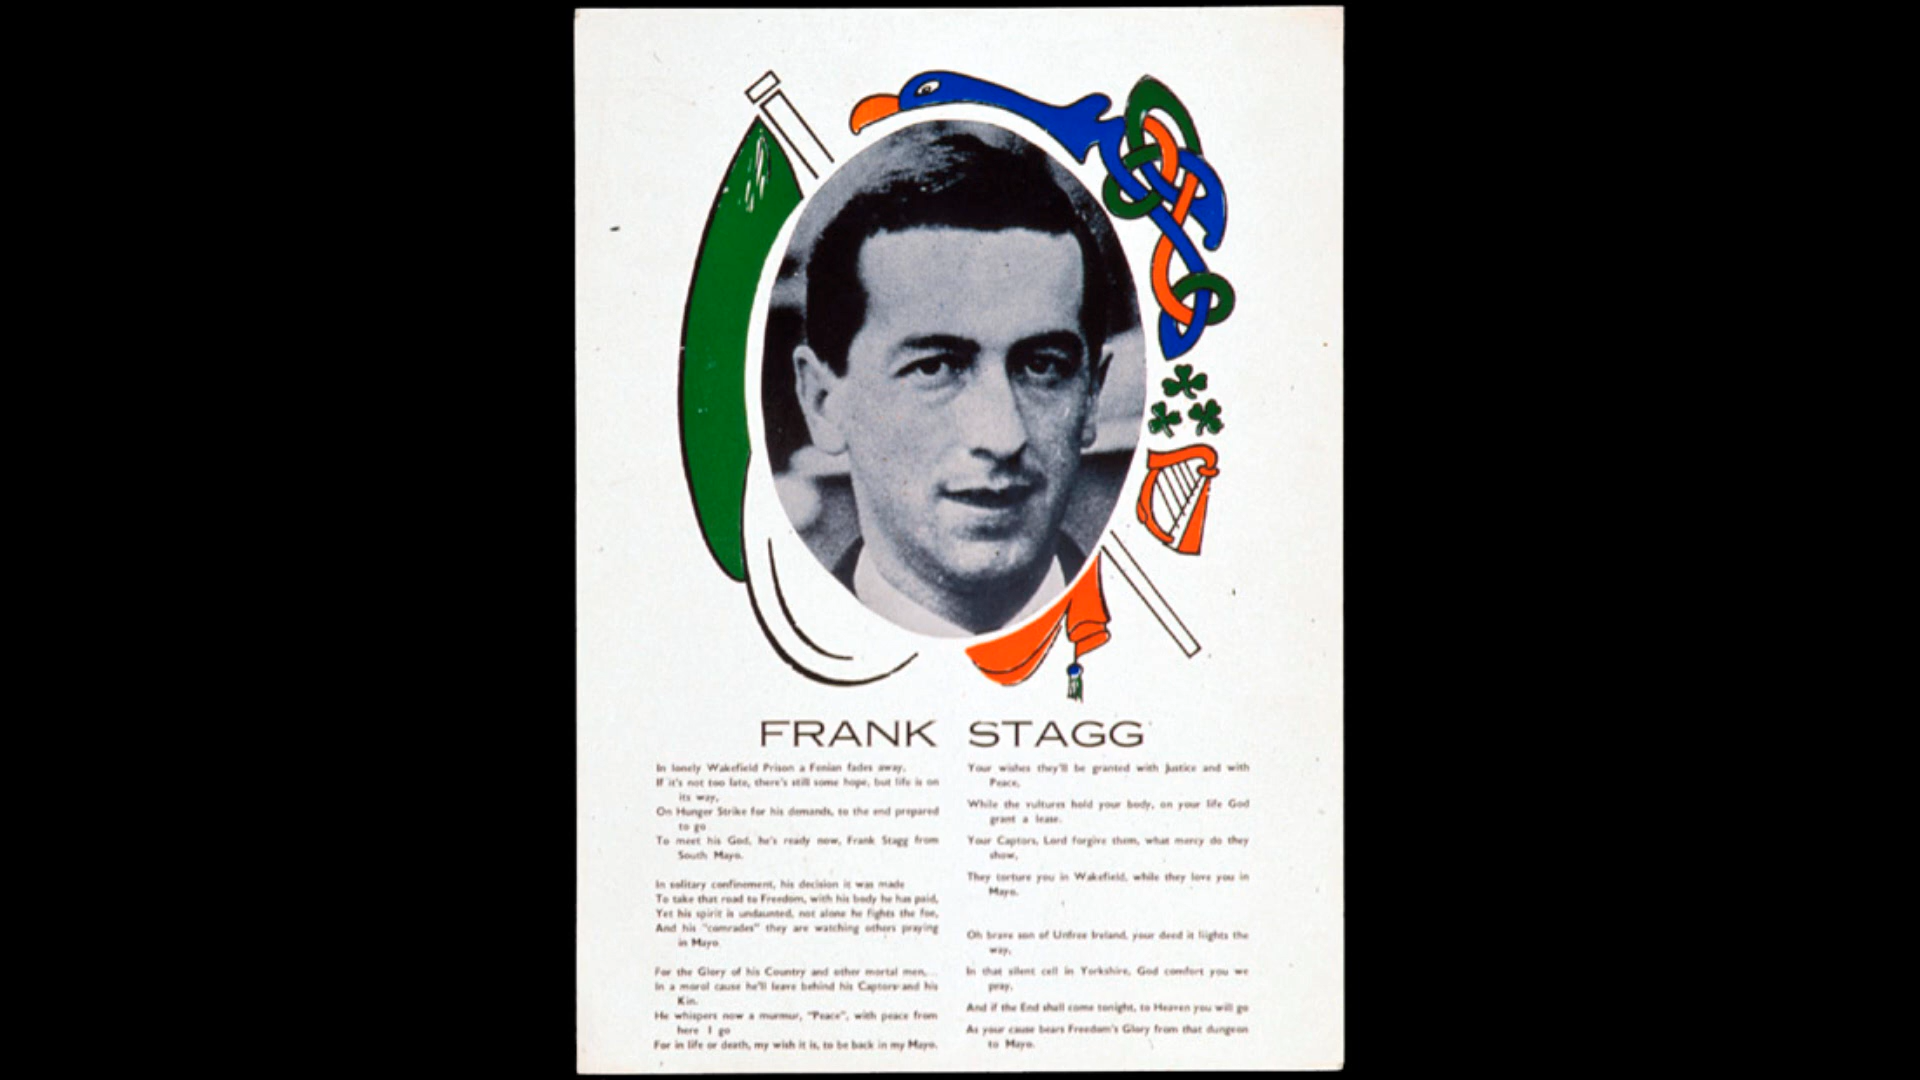 FRANK STAGG
In lonely Wakefield Prison a Fenian fades away,
If it's not too late, there's still some hope, but life is on
its way,
On Hunger Strike for his demands, to the end prepared
to go
To meet his God, he's ready now, Frank Stagg from
South Mayo.
In solitary confinement, his decision it was made
To take that road to Freedom, with his body he has paid,
Yet his spirit is undaunted, not alone he fights the foe,
And his "comrades" they are watching others praying
in Mayo
For the Glory of his Country and other mortal men,...
In a moral cause he'll leave behind his Captors and his
Kin.
He whispers now a murmur, "Peace", with peace from
here I go
For in life or death, my wish it is, to be back in my Mayo.
Your wishes they'll be granted with Justice and with
Peace,
While the vultures hold your body, on your life God
grant a lease.
Your Captors, Lord forgive them, what mercy do they
show,
They torture you in Wakefield, while they love you in
Mayo.
Oh brave son of Unfree Ireland, your deed it lights the
way,
In that silent cell in Yorkshire, God comfort you we
pray,
And if the End shall come tonight, to Heaven you will go
As your cause bears Freedom's Glory from that dungeon
to Mayo.